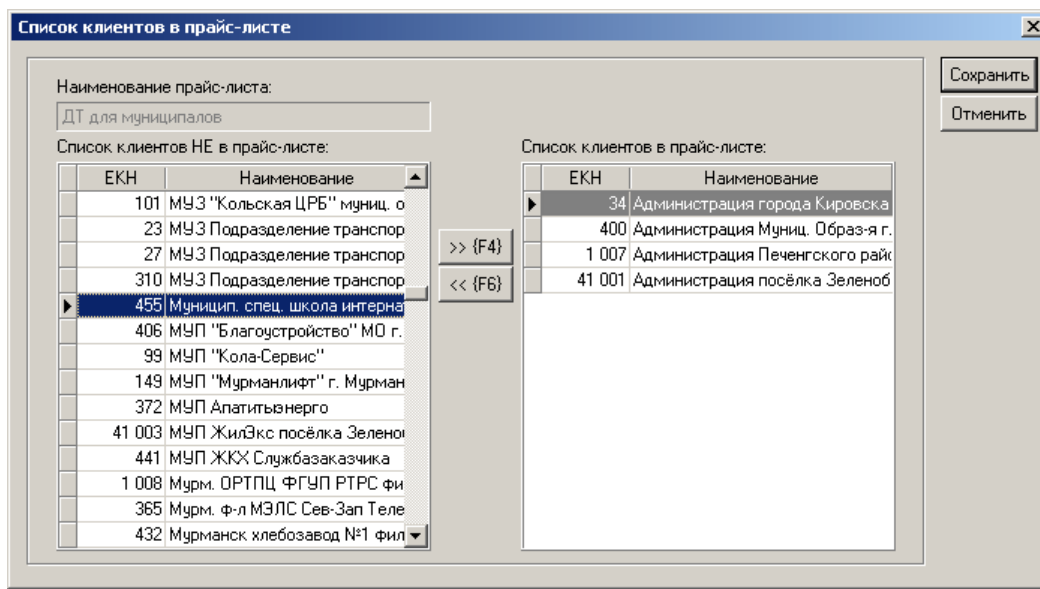 Список клиентов в прайс-листе
Сохранить
Отменить
Наименование прайс-листа:
ДТ для муниципалов
Список клиентов НЕ в прайс-листе:
ЕКН Наименование
101 МУЗ "Кольская ЦРБ" муниц. о
23 МУЗ Подразделение транспор
27 МУЗ Подразделение транспор
310 МУЗ Подразделение транспор
455 Муницип. спец. школа интерна
406 МУП "Благоустройство" МО г.
99 МУП "Кола-Сервис"
149 МУП "Мурманлифт" г. Мурман
372 МУП Апатитыэнерго
41 003 МУП ЖилЭкс посёлка Зелено
441 МУП ЖКХ Службазаказчика
1 008 Мурм. ОРТПЦ ФГУП РТРС фи
365 Мурм. ф-л МЭЛС Сев-Зап Теле
432 Мурманск хлебозавод №1 фил
>> {F4}
<< {F6}
Список клиентов в прайс-листе:
ЕКН Наименование
34 Администрация города Кировска
400 Администрация Муниц. Образ-я г.
1 007 Администрация Печенгского райо
41 001 Администрация посёлка Зеленоб